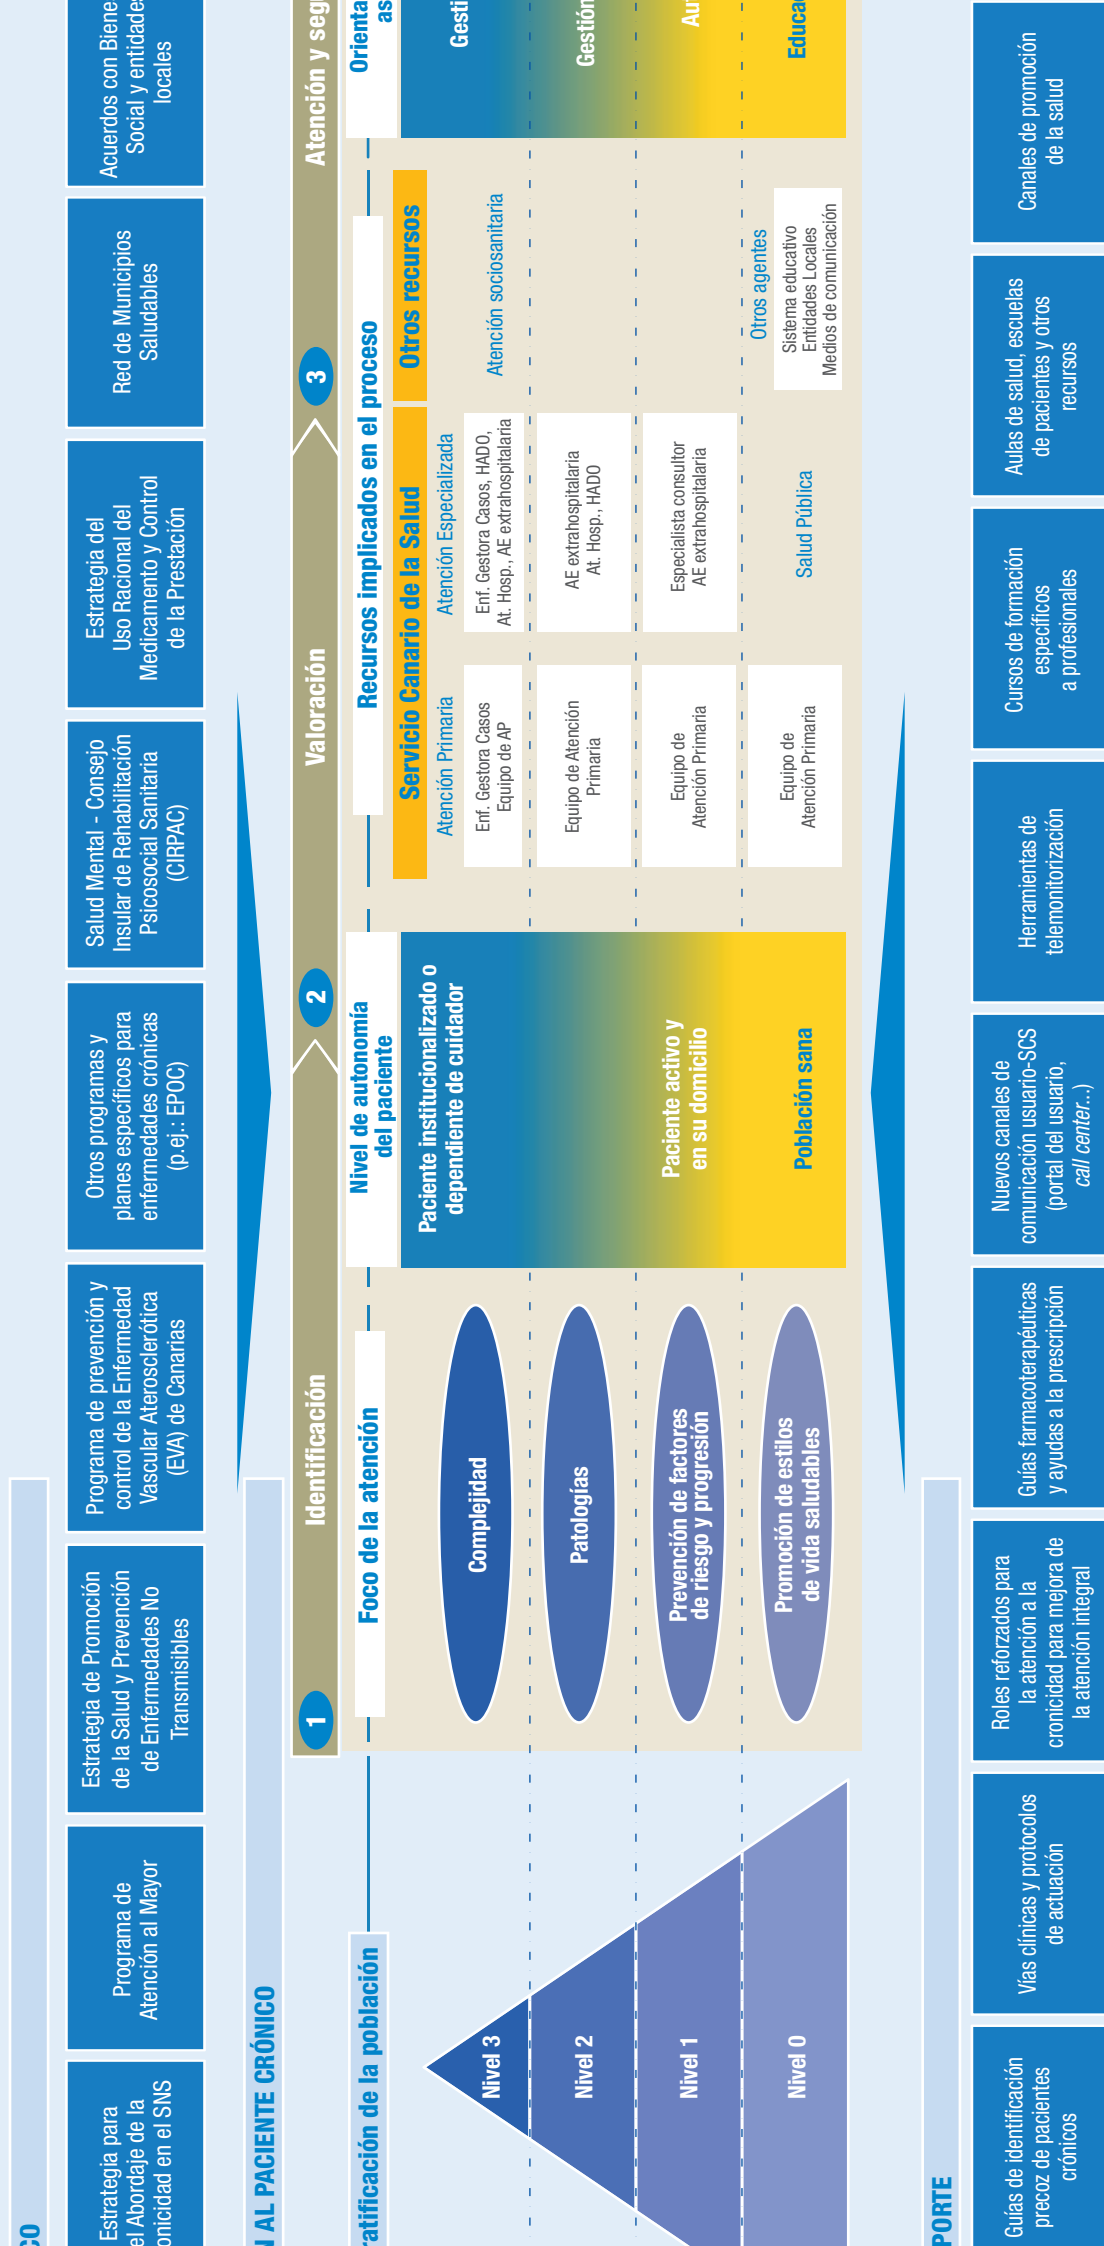 CO
Estrategia para
el Abordaje de la
onicidad en el SNS
Programa de
Atención al Mayor
Estrategia de Promoción
de la Salud y Prevención
de Enfermedades No
Transmisibles
Programa de prevención y
control de la Enfermedad
Vascular Aterosclerótica
(EVA) de Canarias
Otros programas y
planes específicos para
enfermedades crónicas
(p.ej.: EPOC)
Salud Mental - Consejo
Insular de Rehabilitación
Psicosocial Sanitaria
(CIRPAC)
Estrategia del
Uso Racional del
Medicamento y Control
de la Prestación
Red de Municipios
Saludables
Acuerdos con Biene
Social y entidades
locales
N AL PACIENTE CRÓNICO
1
Identificación
2
Valoración
3
Atención y seg
ratificación de la población
Foco de la atención
Nivel de autonomía
del paciente
Recursos implicados en el proceso
Orienta
as
Servicio Canario de la Salud
Otros recursos
Atención Primaria
Atención Especializada
Nivel 3
Complejidad
Paciente institucionalizado o
dependiente de cuidador
Enf. Gestora Casos
Equipo de AP
Enf. Gestora Casos, HADO,
At. Hosp., AE extrahospitalaria
Atención sociosanitaria
Gesti
Nivel 2
Patologías
Equipo de Atención
Primaria
AE extrahospitalaria
At. Hosp., HADO
Gestión
Nivel 1
Prevención de factores
de riesgo y progresión
Paciente activo y
en su domicilio
Equipo de
Atención Primaria
Especialista consultor
AE extrahospitalaria
Au
Nivel 0
Promoción de estilos
de vida saludables
Población sana
Equipo de
Atención Primaria
Salud Pública
Otros agentes
Sistema educativo
Entidades Locales
Medios de comunicación
Educac
PORTE
Guías de identificación
precoz de pacientes
crónicos
Vías clínicas y protocolos
de actuación
Roles reforzados para
la atención a la
cronicidad para mejora de
la atención integral
Guías farmacoterapéuticas
y ayudas a la prescripción
Nuevos canales de
comunicación usuario-SCS
(portal del usuario,
call center...)
Herramientas de
telemonitorización
Cursos de formación
específicos
a profesionales
Aulas de salud, escuelas
de pacientes y otros
recursos
Canales de promoción
de la salud